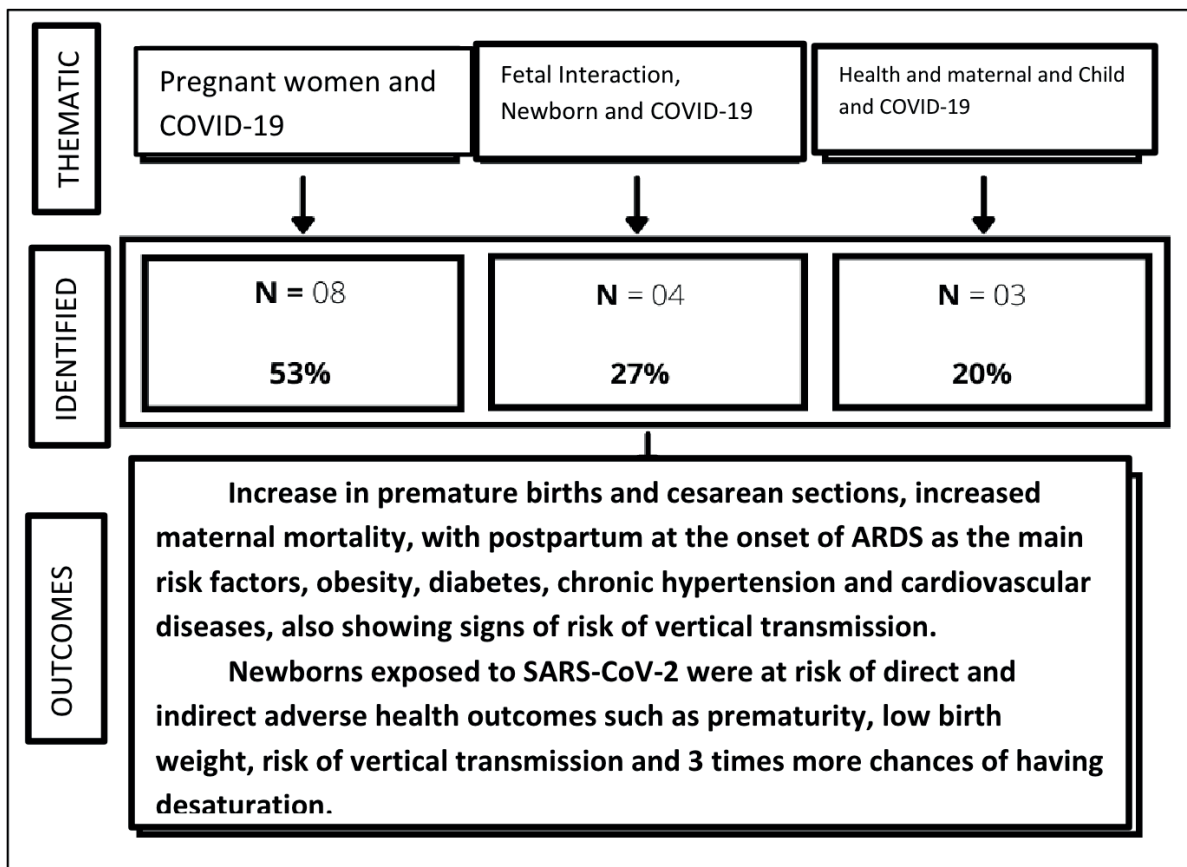 THEMATIC
Pregnant women and
COVID-19
Fetal Interaction,
Newborn and COVID-19
Health and maternal and Child
and COVID-19
IDENTIFIED
N = 08
53%
N = 04
27%
N = 03
20%
OUTCOMES
Increase in premature births and cesarean sections, increased
maternal mortality, with postpartum at the onset of ARDS as the main
risk factors, obesity, diabetes, chronic hypertension and cardiovascular
diseases, also showing signs of risk of vertical transmission.
Newborns exposed to SARS-CoV-2 were at risk of direct and
indirect adverse health outcomes such as prematurity, low birth
weight, risk of vertical transmission and 3 times more chances of having
desaturation.